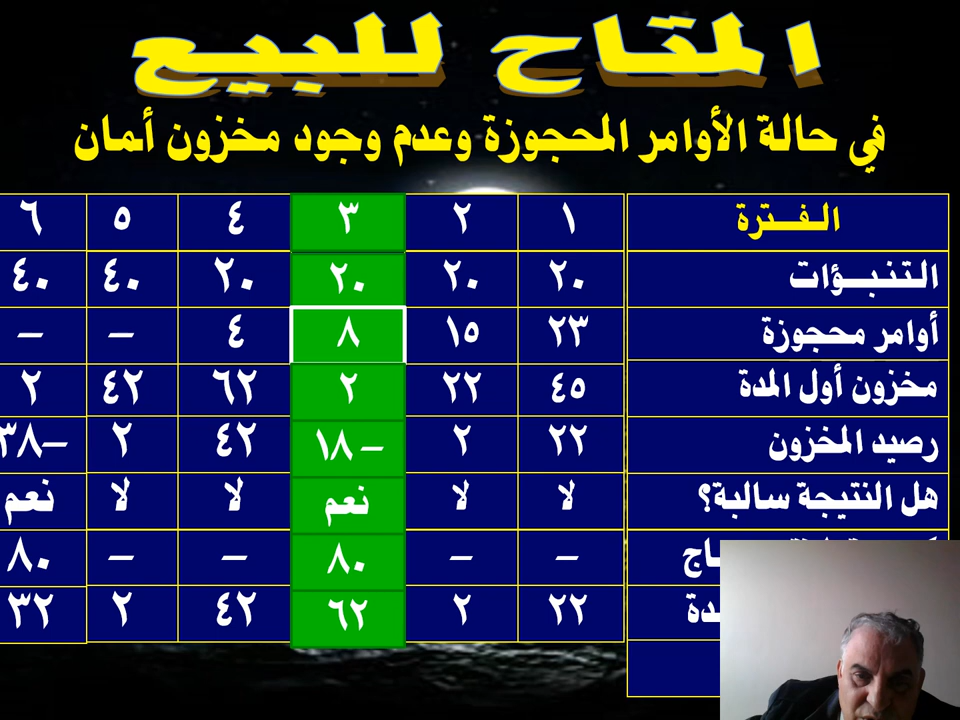 المتاح للبيع
في حالة الأوامر المحجوزة وعدم وجود مخزون أمان
الفترة ١ ٢ ٣ ٤ ٥ ٦
التنبؤات ٢٠ ٢٠ ٢٠ ٢٠ ٤٠ ٤٠
أوامر محجوزة ٢٣ ١٥ ٨ ٤ – –
مخزون أول المدة ٤٥ ٢٢ ٢ ٦٢ ٤٢ ٢
رصيد المخزون ٢٢ ٢ –١٨ ٤٢ ٢ –٣٨
هل النتيجة سالبة؟ لا لا نعم لا لا نعم
– – ٨٠ – – ٨٠
٢٢ ٢ ٦٢ ٤٢ ٢ ٣٢